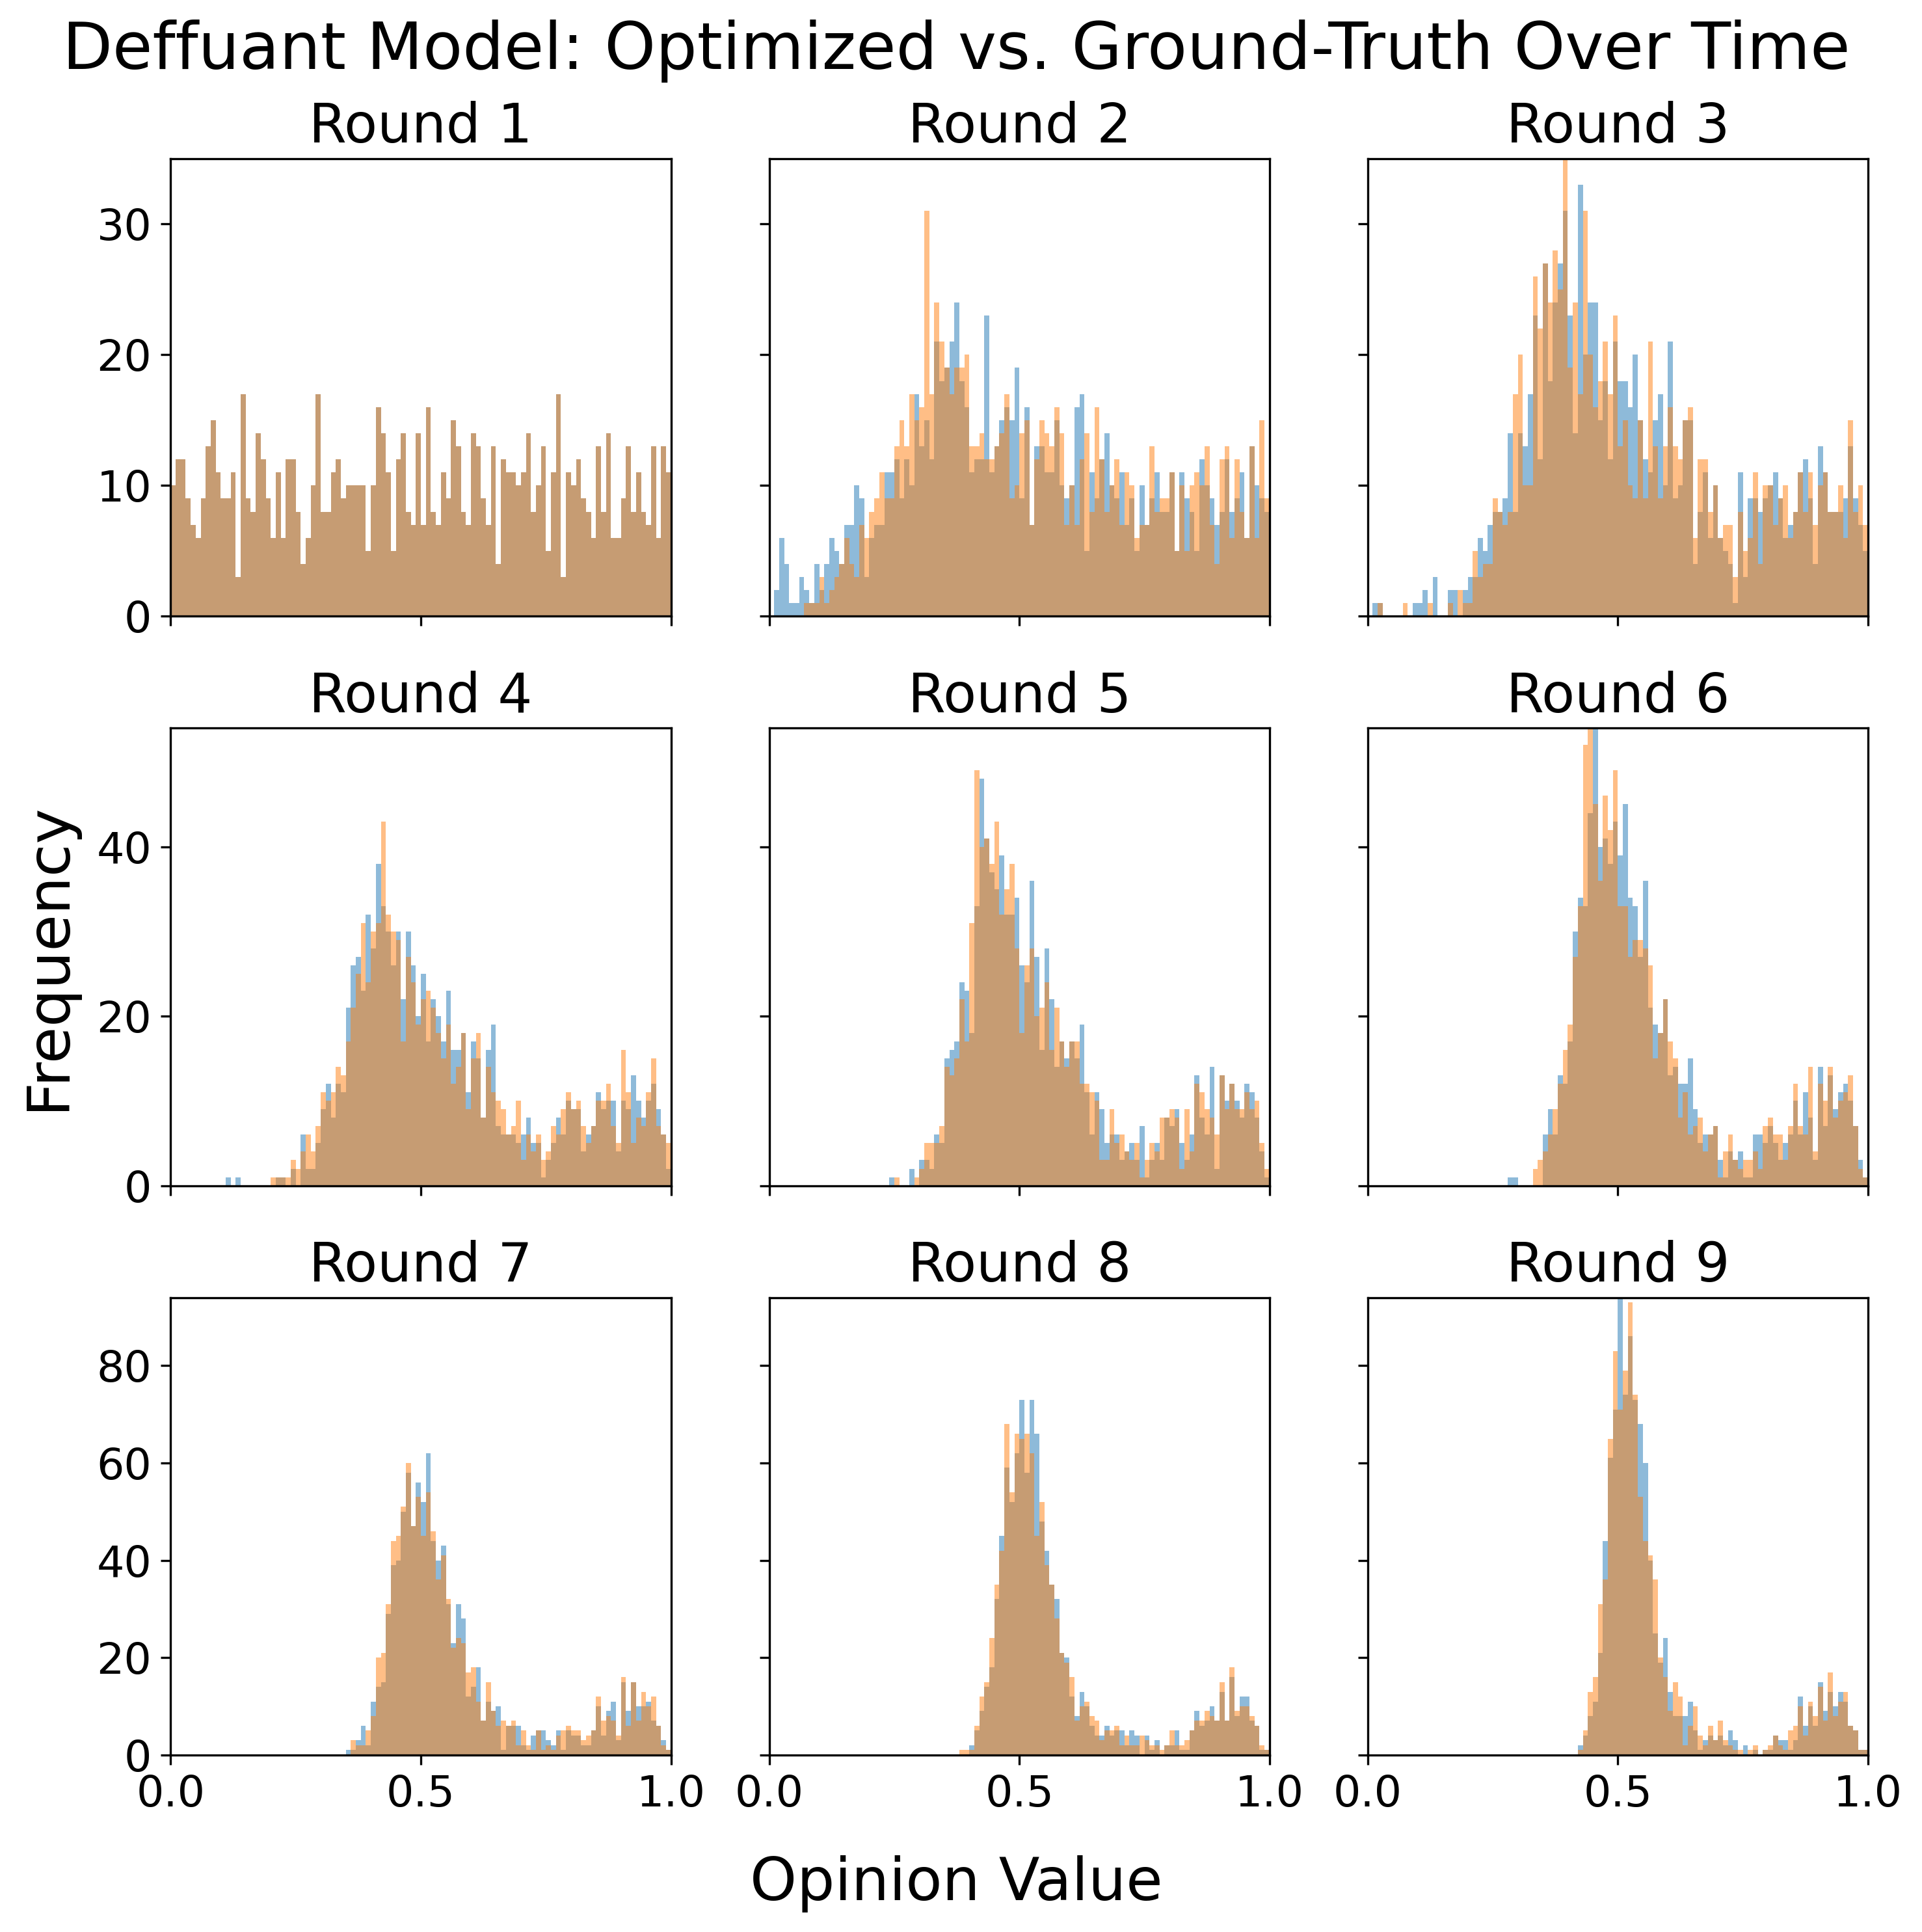 Deffuant Model: Optimized vs. Ground-Truth Over Time
Round 1
Round 2
Round 3
30
20
10
0
Round 4
Round 5
Round 6
Frequency
40
20
0
Round 7
Round 8
Round 9
80
60
40
20
0
0.0 0.5 1.0 0.0 0.5 1.0 0.0 0.5 1.0
Opinion Value